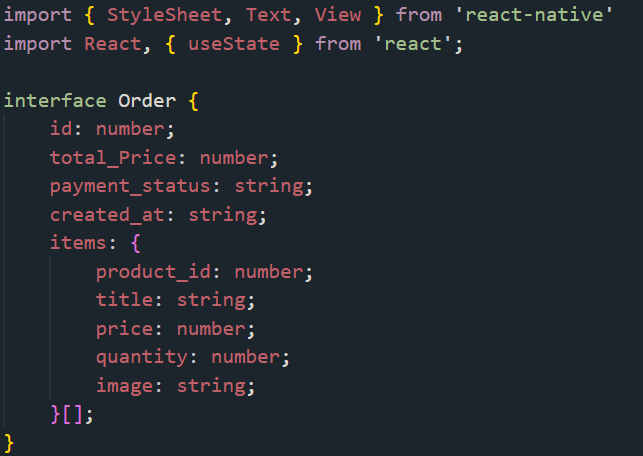 import { StyleSheet, Text, View } from 'react-native'
import React, { useState } from 'react';
interface Order {
    id: number;
    total_Price: number;
    payment_status: string;
    created_at: string;
    items: {
        product_id: number;
        title: string;
        price: number;
        quantity: number;
        image: string;
    }[];
}